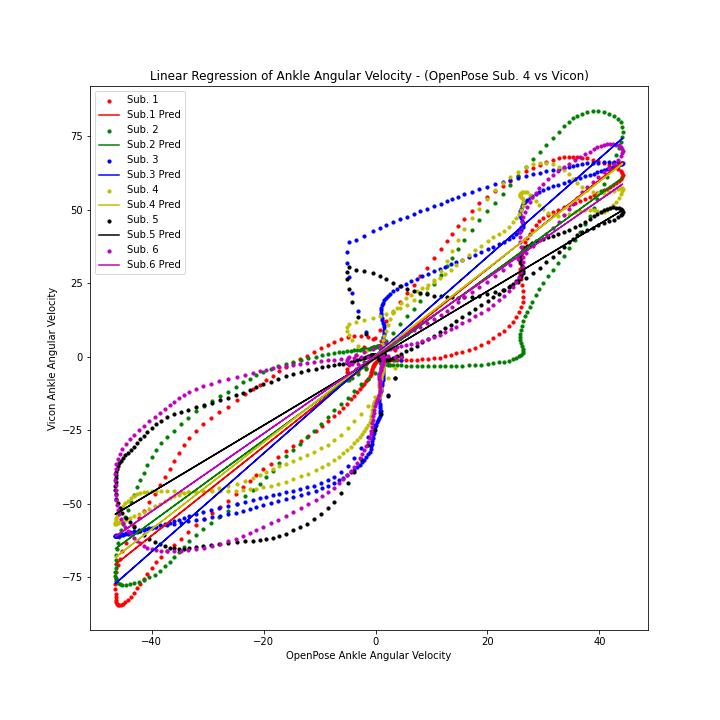 Linear Regression of Ankle Angular Velocity - (OpenPose Sub. 4 vs Vicon)
Sub. 1
Sub.1 Pred
Sub. 2
Sub.2 Pred
Sub. 3
Sub.3 Pred
Sub. 4
Sub.4 Pred
Sub. 5
Sub.5 Pred
Sub. 6
Sub.6 Pred
Vicon Ankle Angular Velocity
75
50
25
0
−25
−50
−75
−40
−20
0
20
40
OpenPose Ankle Angular Velocity